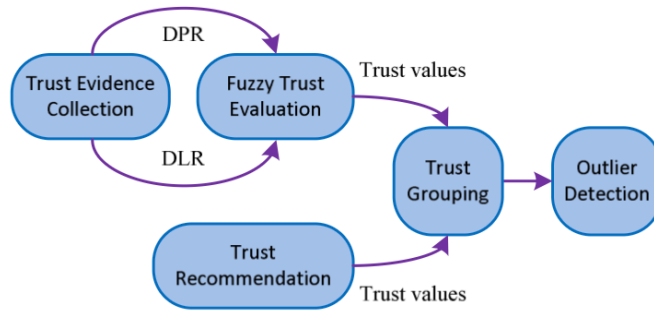 DPR
Trust Evidence
Collection
Fuzzy Trust
Evaluation
Trust values
DLR
Trust
Grouping
Outlier
Detection
Trust
Recommendation
Trust values